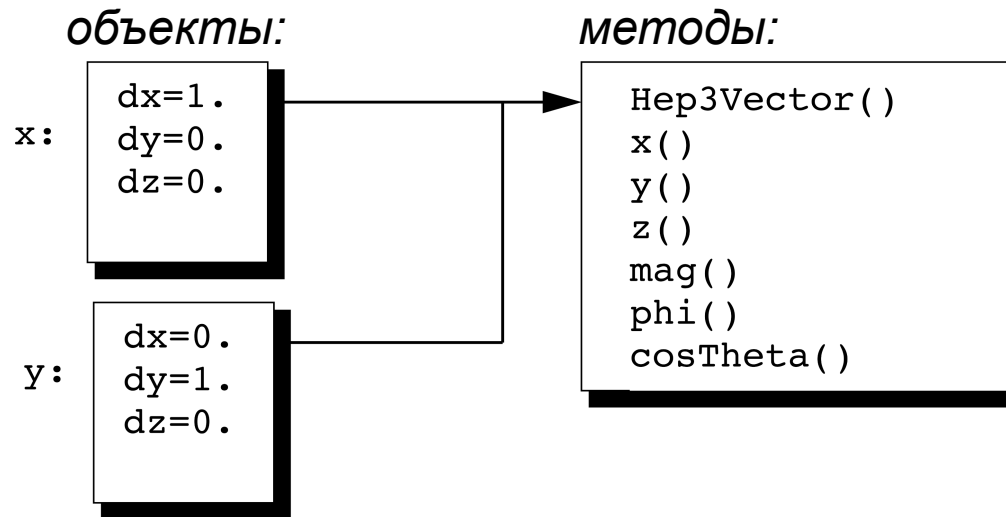 объекты:
x:
dx=1.
dy=0.
dz=0.
y:
dx=0.
dy=1.
dz=0.
методы:
Hep3Vector()
x()
y()
z()
mag()
phi()
cosTheta()